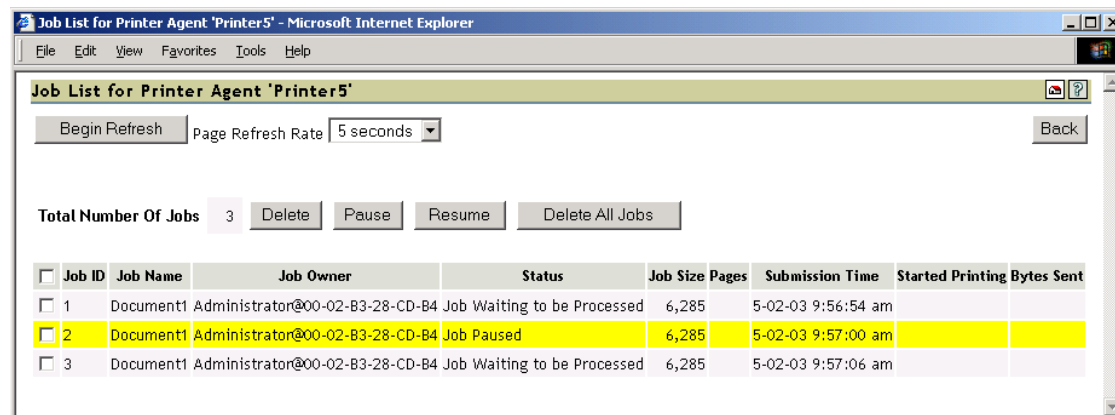 Job List for Printer Agent 'Printer5' - Microsoft Internet Explorer
File Edit View Favorites Tools Help
Job List for Printer Agent 'Printer5'
Begin Refresh Page Refresh Rate 5 seconds Back
Total Number Of Jobs 3 Delete Pause Resume Delete All Jobs
Job ID Job Name Job Owner Status Job Size Pages Submission Time Started Printing Bytes Sent
1 Document1 Administrator@00-02-B3-28-CD-B4 Job Waiting to be Processed 6,285 5-02-03 9:56:54 am
2 Document1 Administrator@00-02-B3-28-CD-B4 Job Paused 6,285 5-02-03 9:57:00 am
3 Document1 Administrator@00-02-B3-28-CD-B4 Job Waiting to be Processed 6,285 5-02-03 9:57:06 am